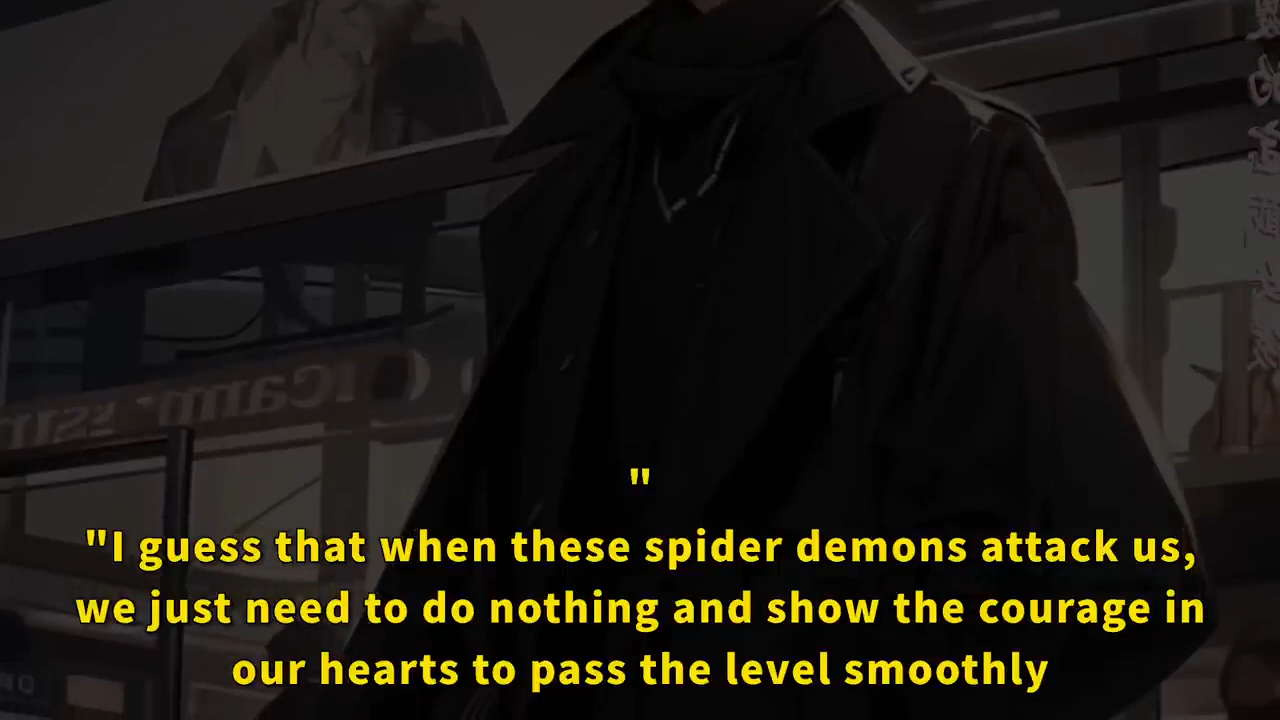 "
"I guess that when these spider demons attack us,
we just need to do nothing and show the courage in
our hearts to pass the level smoothly